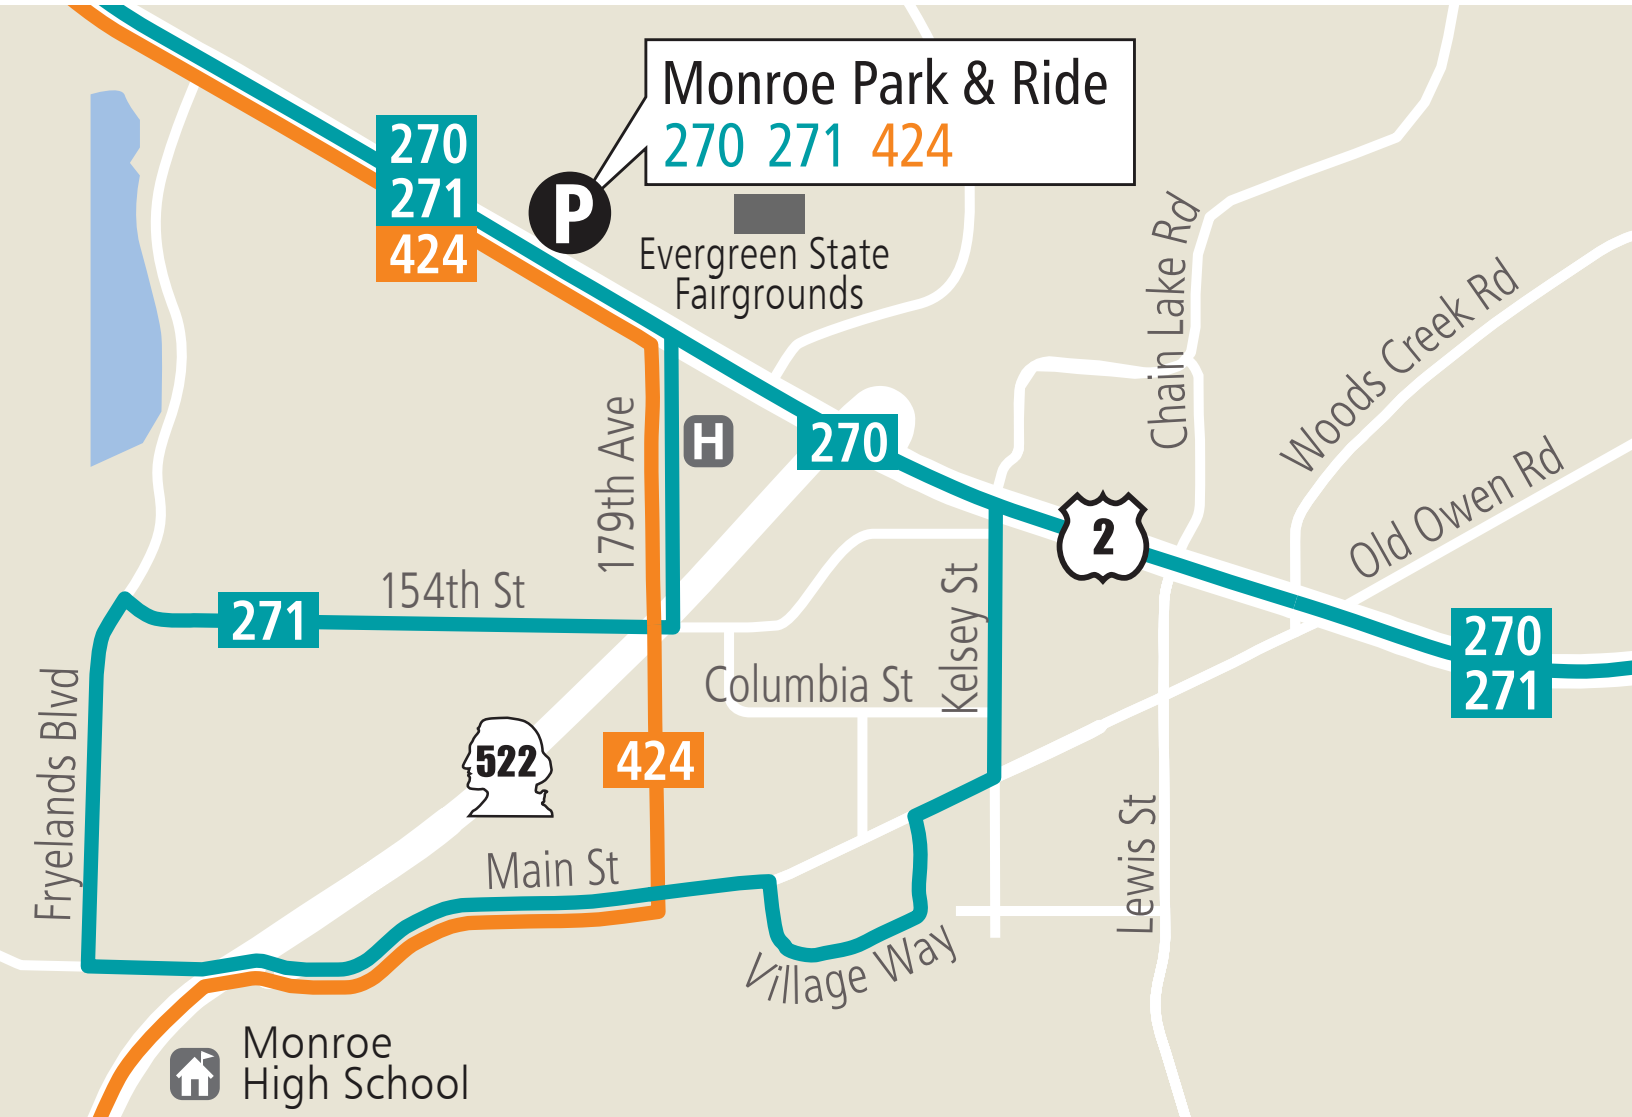 Monroe Park & Ride
270 271 424
P
270
271
424
Evergreen State
Fairgrounds
Chain Lake Rd
Woods Creek Rd
Old Owen Rd
179th Ave
H
270
2
154th St
271
Kelsey St
Columbia St
270
271
Fryelands Blvd
522
424
Main St
Lewis St
Village Way
Monroe
High School